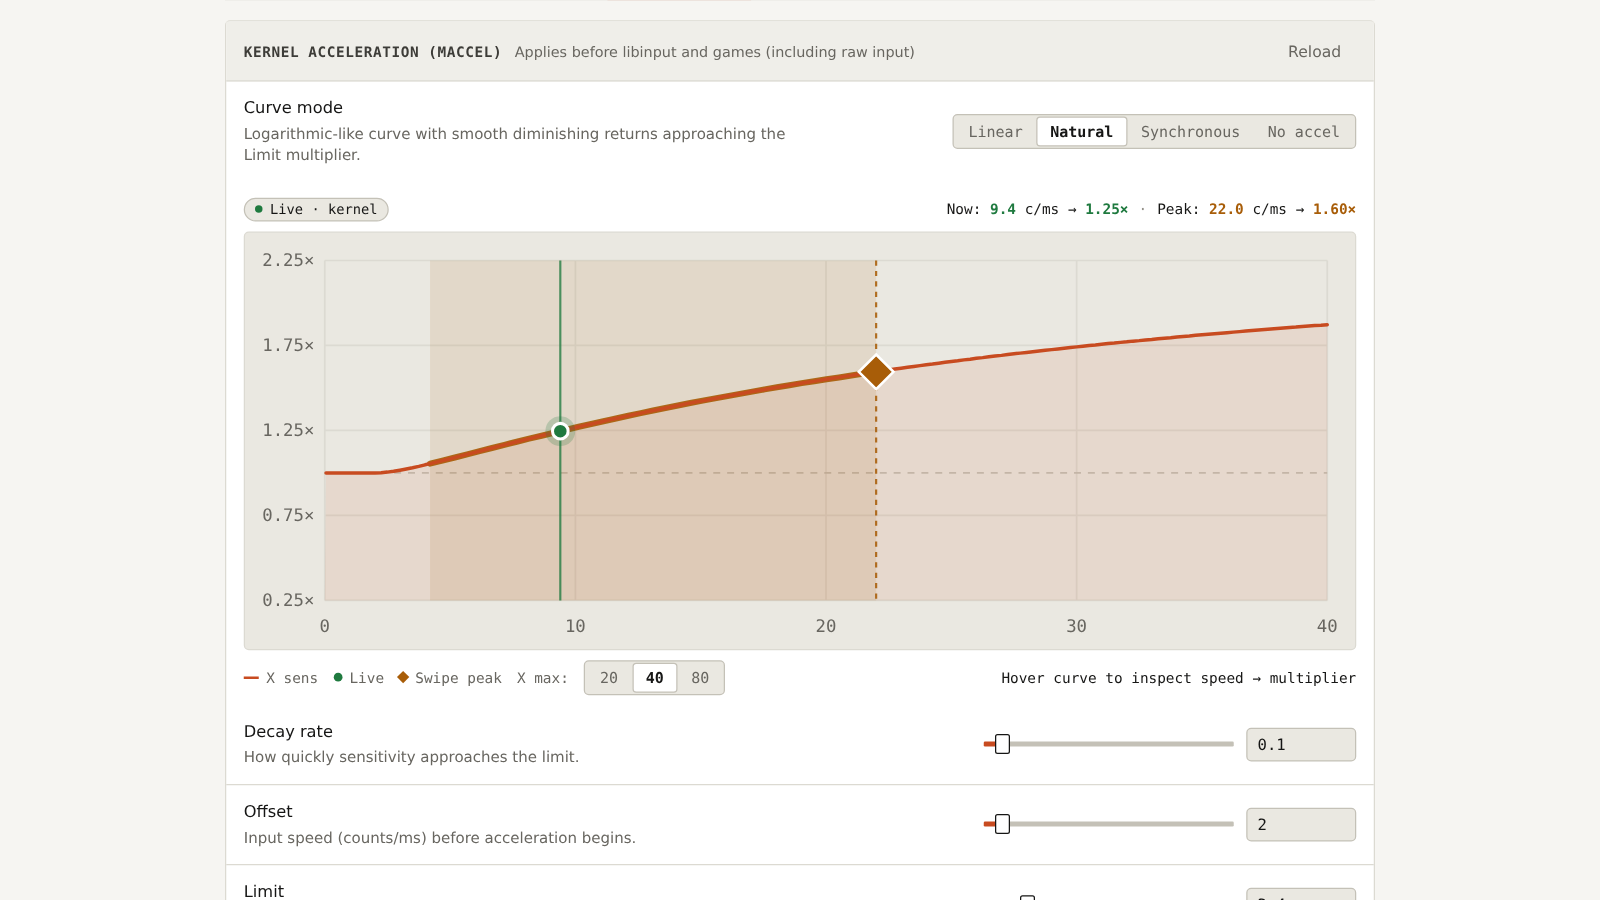 KERNEL ACCELERATION (MACCEL) Applies before libinput and games (including raw input) Reload
Curve mode
Logarithmic-like curve with smooth diminishing returns approaching the
Limit multiplier.
Linear Natural Synchronous No accel
Live · kernel
Now: 9.4 c/ms → 1.25× · Peak: 22.0 c/ms → 1.60×
2.25×
1.75×
1.25×
0.75×
0.25×
0 10 20 30 40
X sens Live Swipe peak X max: 20 40 80 Hover curve to inspect speed → multiplier
Decay rate
How quickly sensitivity approaches the limit.
0.1
Offset
Input speed (counts/ms) before acceleration begins.
2
Limit